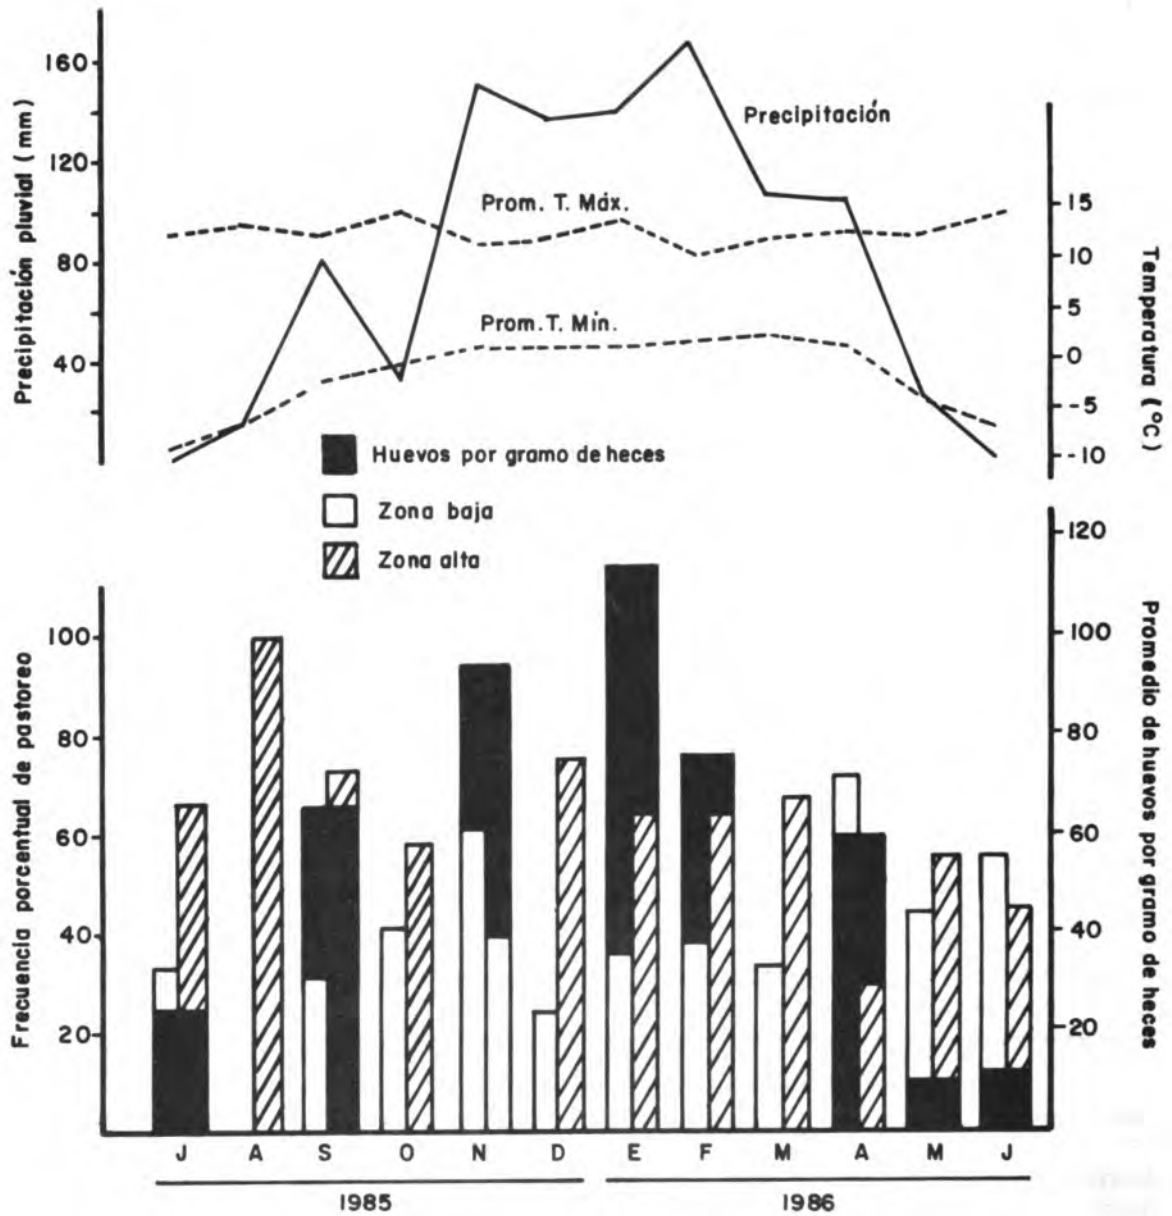 160
120
80
40
Precipitación pluvial (mm)
Precipitación
Prom. T. Máx.
Prom. T. Mín.
15
10
5
0
-5
-10
Temperatura (°C)
Huevos por gramo de heces
Zona baja
Zona alta
100
80
60
40
20
Frecuencia porcentual de pastoreo
120
100
80
60
40
20
Promedio de huevos por gramo de heces
J A S O N D E F M A M J
1985 1986